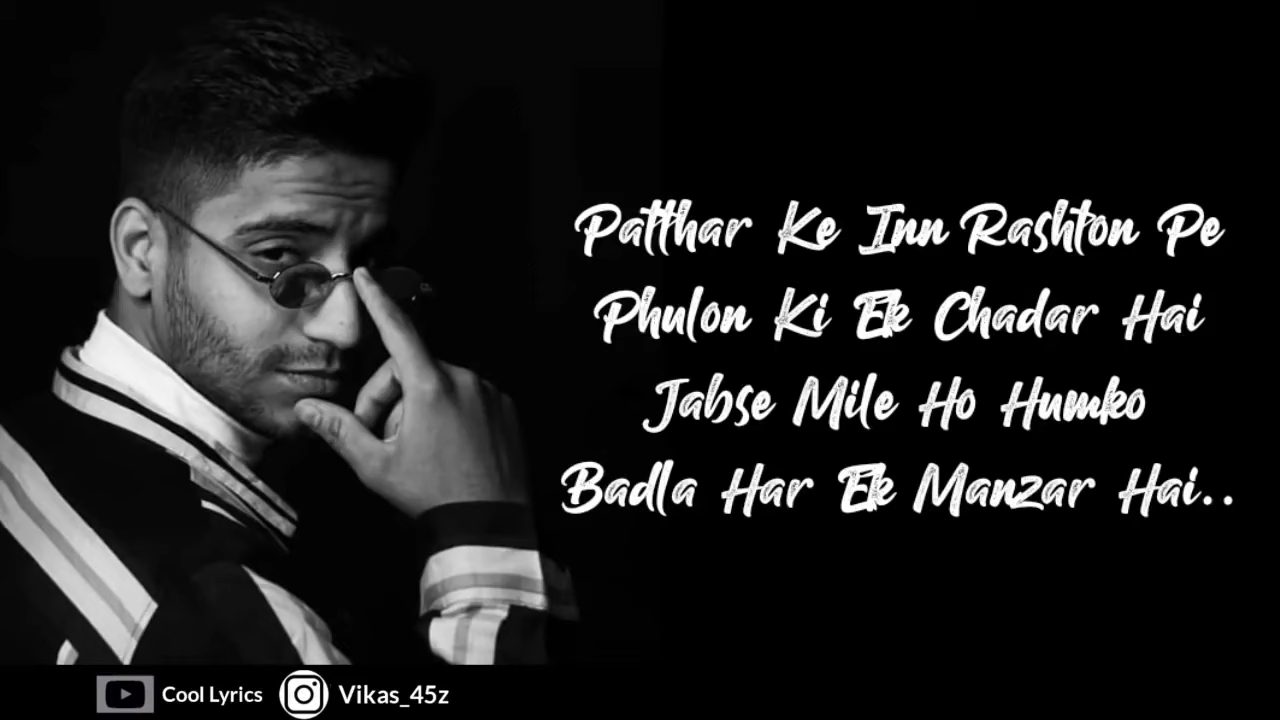 Patthar Ke Inn Rashton Pe
Phulon Ki Ek Chadar Hai
Jabse Mile Ho Humko
Badla Har Ek Manzar Hai..
Cool Lyrics Vikas_45z